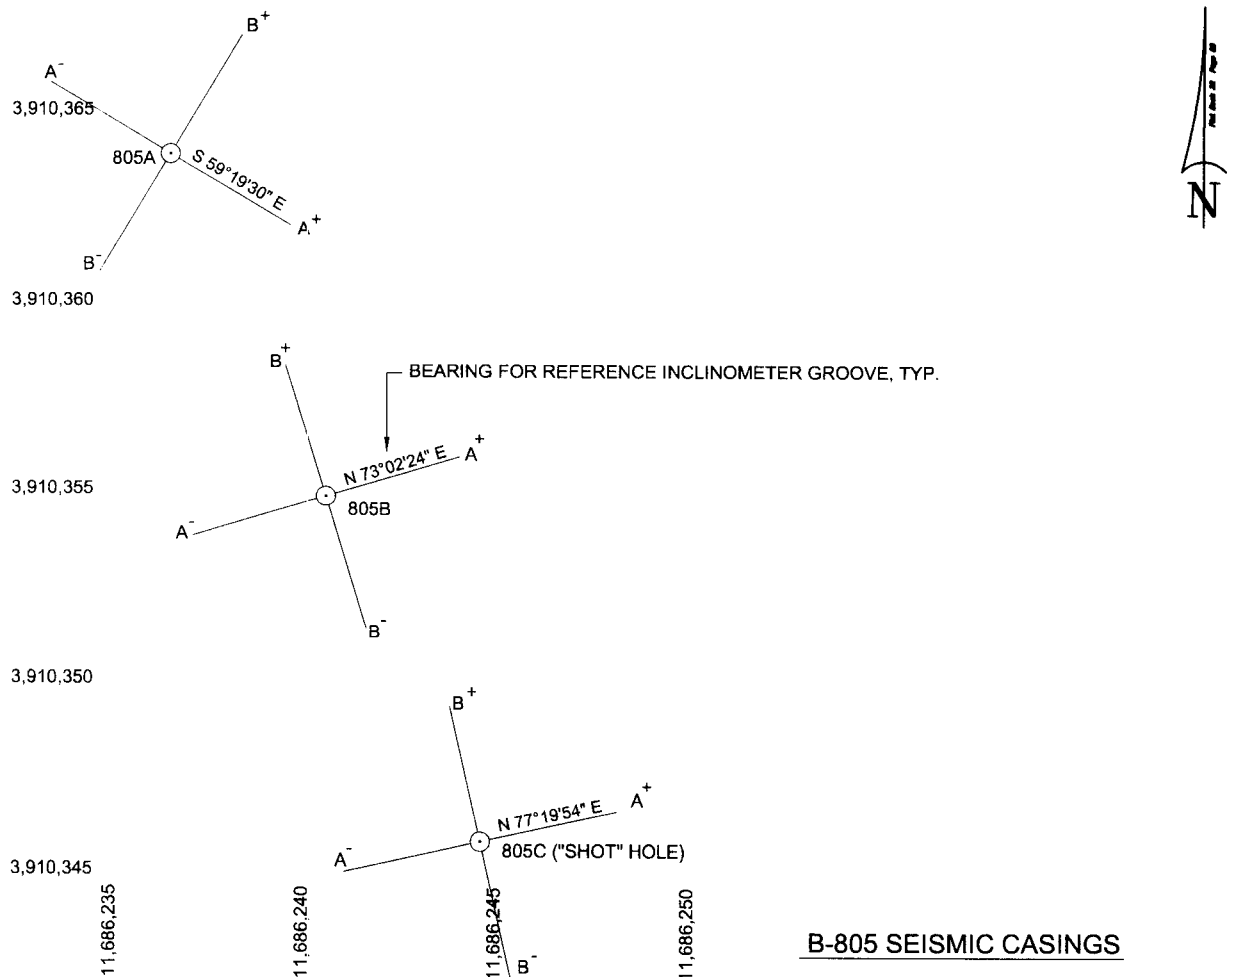 B+
A-
3,910,365
805A
S 59°19'30" E
A+
B-
3,910,360
B+
BEARING FOR REFERENCE INCLINOMETER GROOVE, TYP.
N 73°02'24" E
A+
3,910,355
805B
A-
B-
3,910,350
B+
N 77°19'54" E
A+
805C ("SHOT" HOLE)
A-
3,910,345
11,686,235
11,686,240
11,686,245
11,686,250
B-
B-805 SEISMIC CASINGS
N